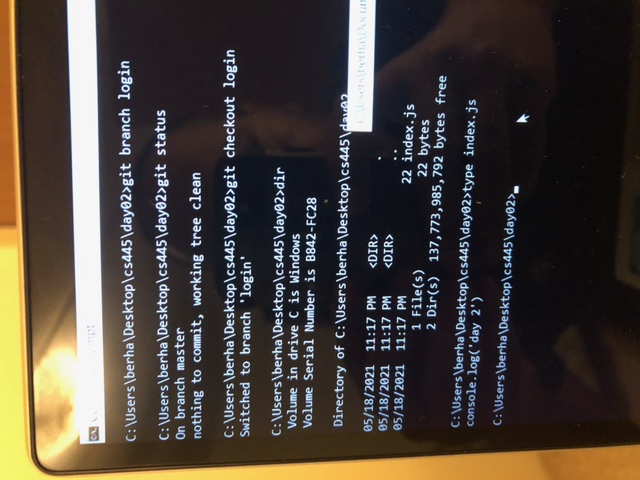 C:\Users\berha\Desktop\cs445\day02>git branch login
C:\Users\berha\Desktop\cs445\day02>git status
On branch master
nothing to commit, working tree clean
C:\Users\berha\Desktop\cs445\day02>git checkout login
Switched to branch 'login'
C:\Users\berha\Desktop\cs445\day02>dir
Volume in drive C is Windows
Volume Serial Number is B842-FC28
Directory of C:\Users\berha\Desktop\cs445\day02
C:\Users\berha\Docum
05/18/2021 11:17 PM <DIR> .
05/18/2021 11:17 PM <DIR> ..
05/18/2021 11:17 PM 22 index.js
1 File(s) 22 bytes
2 Dir(s) 137,773,985,792 bytes free
C:\Users\berha\Desktop\cs445\day02>type index.js
console.log('day 2')
C:\Users\berha\Desktop\cs445\day02>